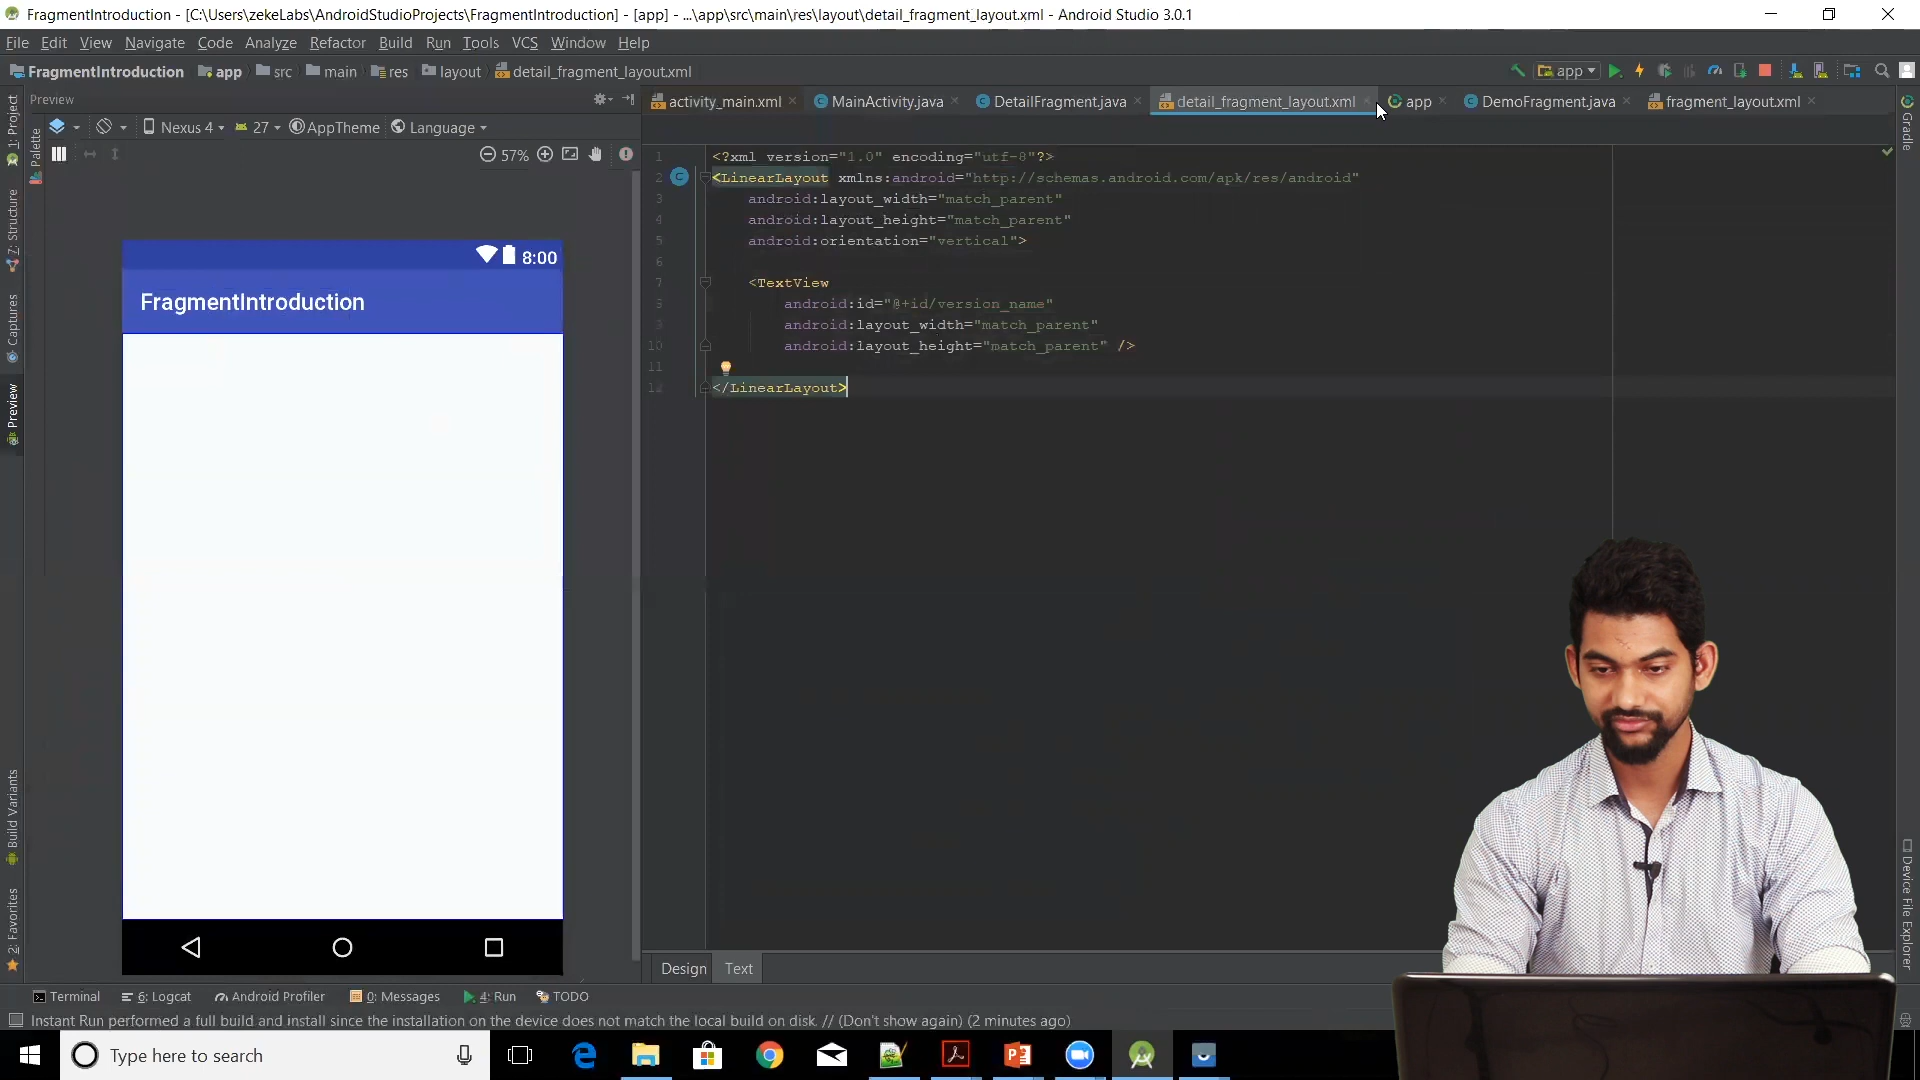 FragmentIntroduction - [C:\Users\zekeLabs\AndroidStudioProjects\FragmentIntroduction] - [app] - ...\app\src\main\res\layout\detail_fragment_layout.xml - Android Studio 3.0.1
File Edit View Navigate Code Analyze Refactor Build Run Tools VCS Window Help
FragmentIntroduction app src main res layout detail_fragment_layout.xml
app
Preview
activity_main.xml MainActivity.java DetailFragment.java detail_fragment_layout.xml app DemoFragment.java fragment_layout.xml
Nexus 4 27 AppTheme Language
57%
1: Project
7: Structure
Captures
Preview
Build Variants
2: Favorites
Palette
Gradle
Device File Explorer
8:00
FragmentIntroduction
1 <?xml version="1.0" encoding="utf-8"?>
2 <LinearLayout xmlns:android="http://schemas.android.com/apk/res/android"
3 android:layout_width="match_parent"
4 android:layout_height="match_parent"
5 android:orientation="vertical">
6
7 <TextView
8 android:id="@+id/version_name"
9 android:layout_width="match_parent"
10 android:layout_height="match_parent" />
11
12 </LinearLayout>
Design Text
Terminal 6: Logcat Android Profiler 0: Messages 4: Run TODO
Instant Run performed a full build and install since the installation on the device does not match the local build on disk. // (Don't show again) (2 minutes ago)
Type here to search